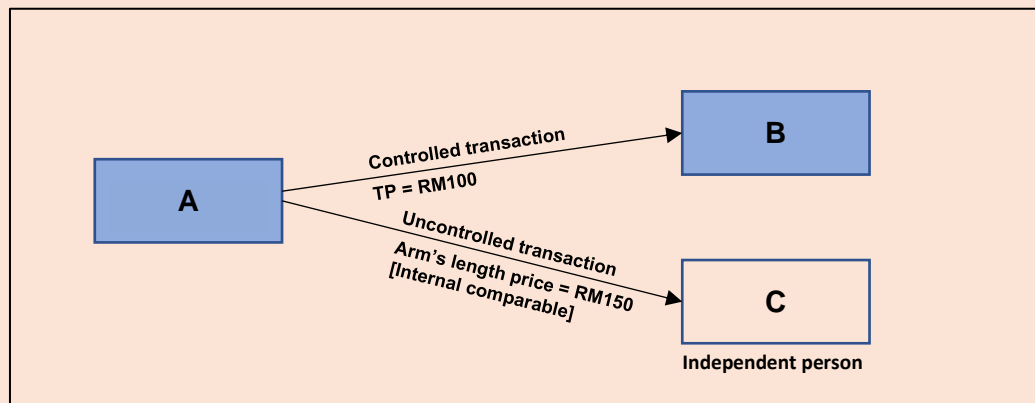 B
Controlled transaction
TP = RM100
A
Uncontrolled transaction
Arm's length price = RM150
[Internal comparable]
C
Independent person